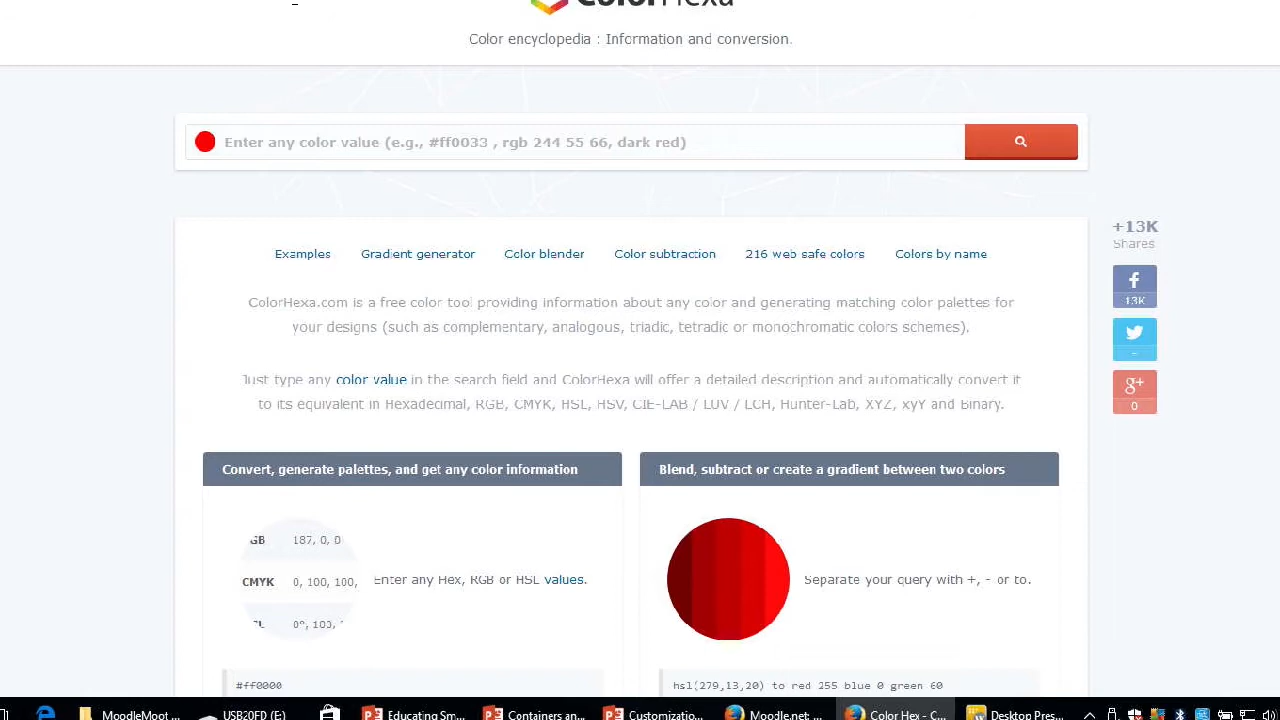 ColorHexa
Color encyclopedia : Information and conversion.
Enter any color value (e.g., #ff0033 , rgb 244 55 66, dark red)
+13K
Shares
Examples Gradient generator Color blender Color subtraction 216 web safe colors Colors by name
f
13K
ColorHexa.com is a free color tool providing information about any color and generating matching color palettes for
your designs (such as complementary, analogous, triadic, tetradic or monochromatic colors schemes).
-
Just type any color value in the search field and ColorHexa will offer a detailed description and automatically convert it
to its equivalent in Hexadecimal, RGB, CMYK, HSL, HSV, CIE-LAB / LUV / LCH, Hunter-Lab, XYZ, xyY and Binary.
g+
0
Convert, generate palettes, and get any color information
GB 187, 0, 0
CMYK 0, 100, 100,
Enter any Hex, RGB or HSL values.
0°, 100,
#ff0000
Blend, subtract or create a gradient between two colors
Separate your query with +, - or to.
hsl(279,13,20) to red 255 blue 0 green 60
MoodleMoot ... USB20FD (E:) Educating Sm... Containers an... Customizatio... Moodle.net: ... Color Hex - C... Desktop Pres...